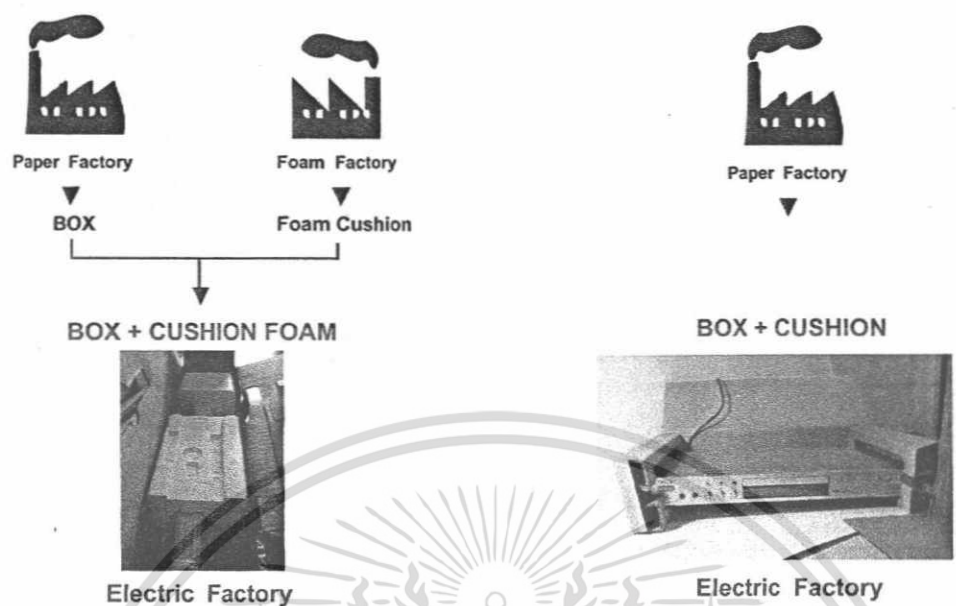 Paper Factory
Foam Factory
BOX
Foam Cushion
BOX + CUSHION FOAM
Electric Factory
Paper Factory
BOX + CUSHION
Electric Factory